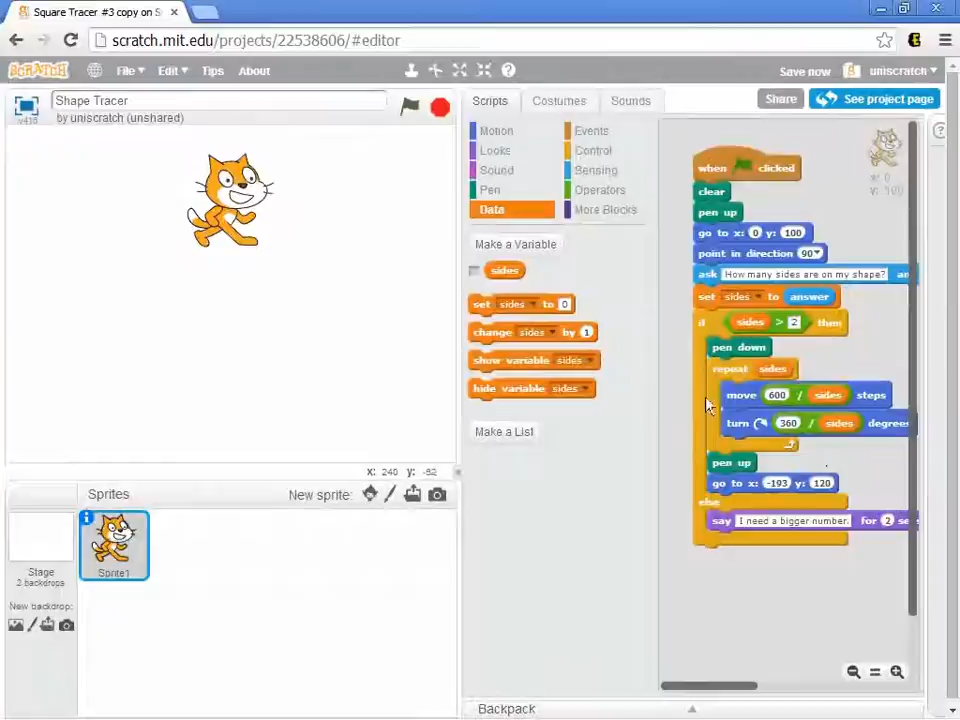 Square Tracer #3 copy on S
scratch.mit.edu/projects/22538606/#editor
SCRATCH File Edit Tips About Save now uniscratch
Shape Tracer
by uniscratch (unshared)
v418
Scripts Costumes Sounds Share See project page
Motion Events
Looks Control
Sound Sensing
Pen Operators
Data More Blocks
Make a Variable
sides
set sides to 0
change sides by 1
show variable sides
hide variable sides
Make a List
x: 0
y: 100
when clicked
clear
pen up
go to x: 0 y: 100
point in direction 90
ask How many sides are on my shape? an
set sides to answer
if sides > 2 then
pen down
repeat sides
move 600 / sides steps
turn 360 / sides degrees
pen up
go to x: -193 y: 120
else
say I need a bigger number. for 2 se
x: 240 y: -82
Sprites New sprite:
Sprite1
Stage
2 backdrops
New backdrop:
Backpack